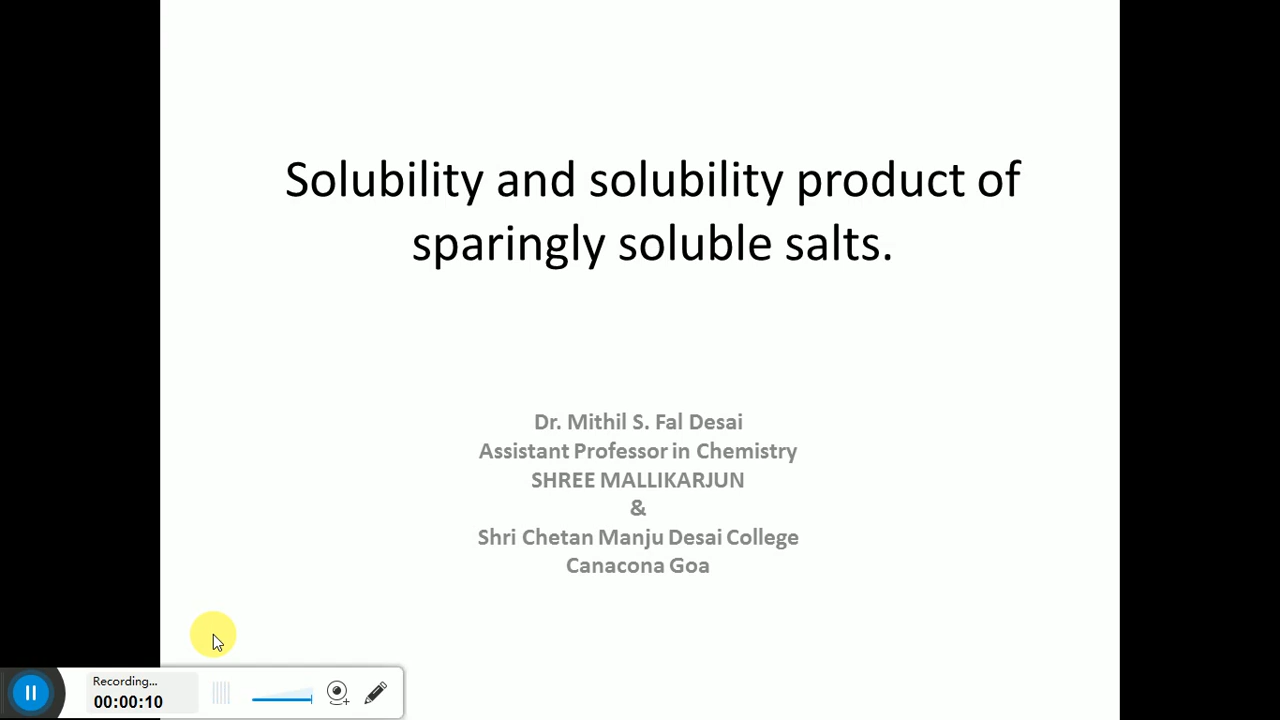 Solubility and solubility product of
sparingly soluble salts.
Dr. Mithil S. Fal Desai
Assistant Professor in Chemistry
SHREE MALLIKARJUN
&
Shri Chetan Manju Desai College
Canacona Goa
Recording...
00:00:10